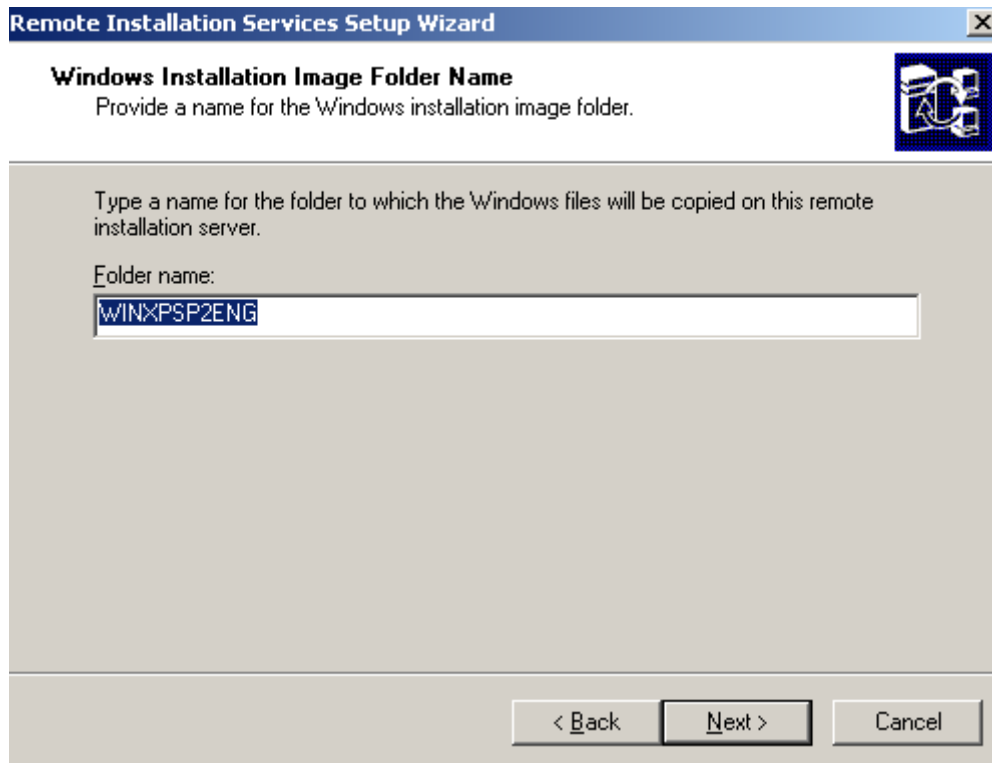 Remote Installation Services Setup Wizard
Windows Installation Image Folder Name
Provide a name for the Windows installation image folder.
Type a name for the folder to which the Windows files will be copied on this remote
installation server.
Folder name:
WINXPSP2ENG
< Back
Next >
Cancel